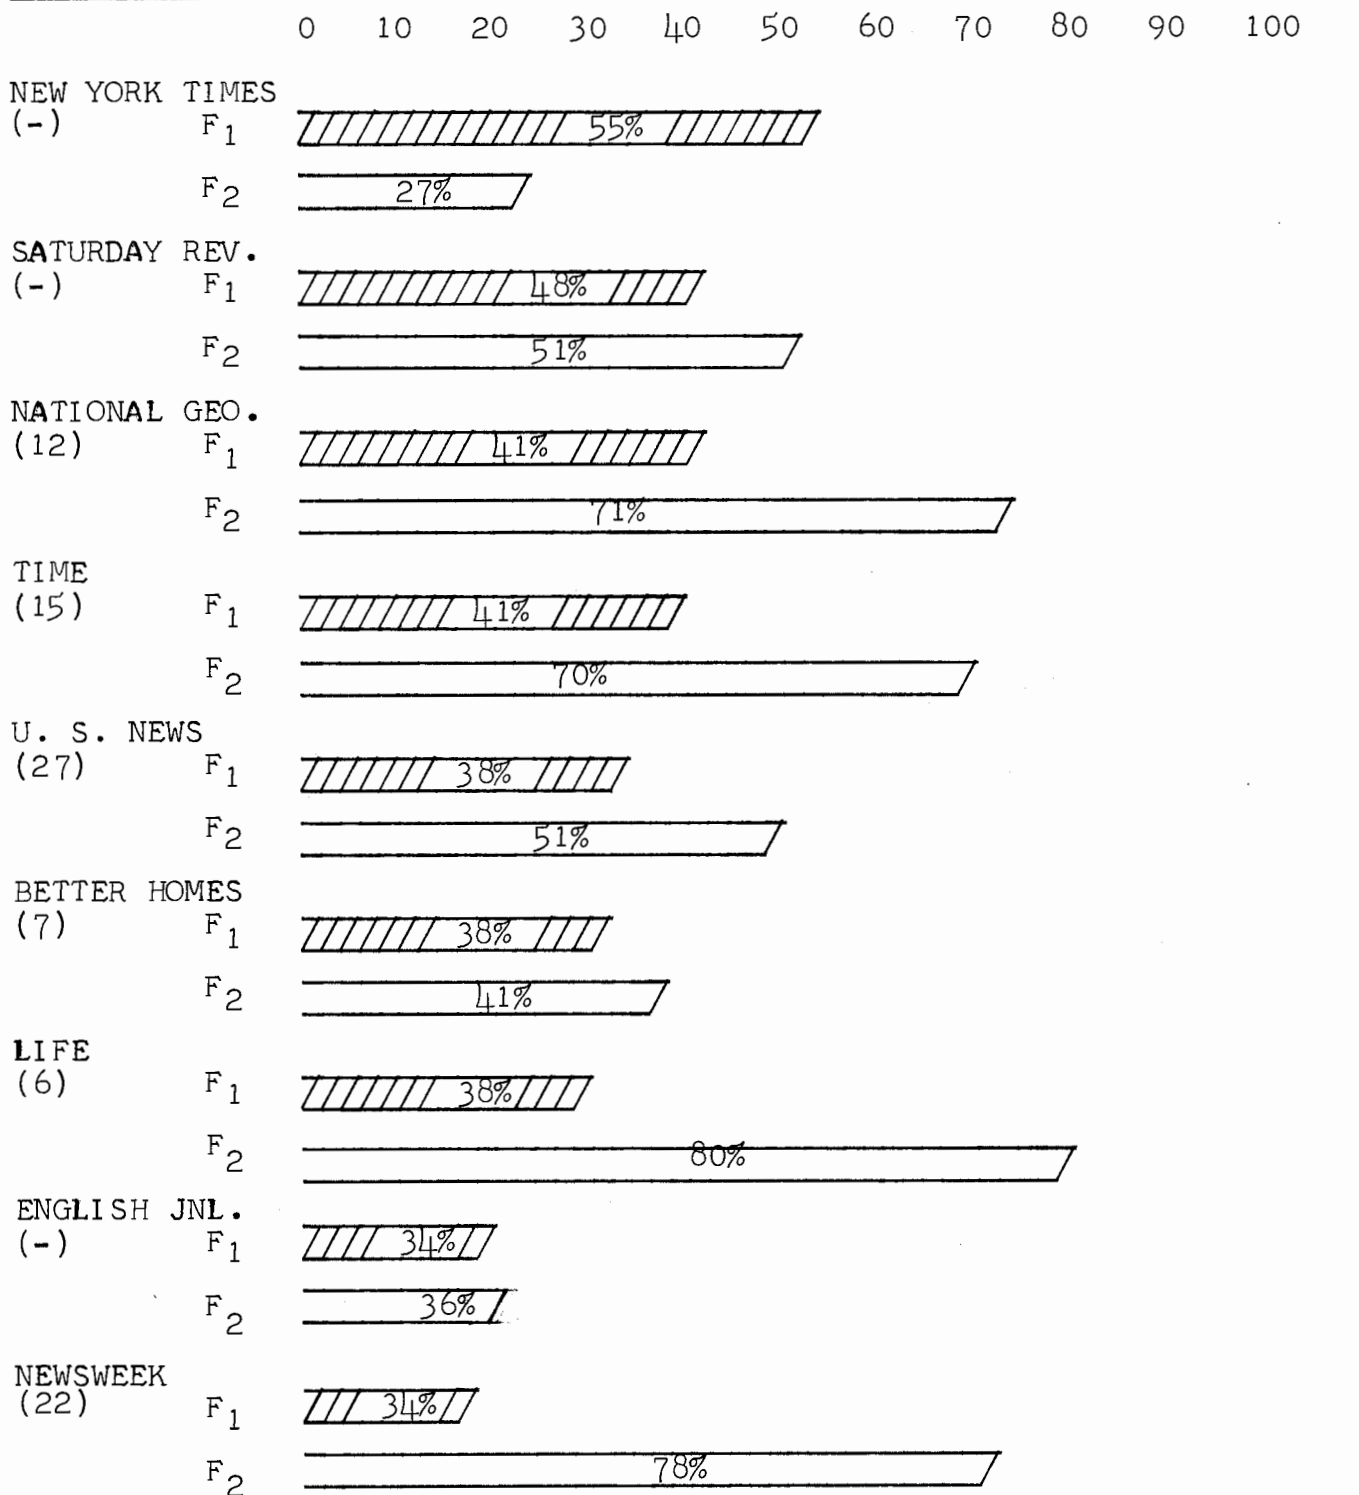 0 10 20 30 40 50 60 70 80 90 100
NEW YORK TIMES
(-) F1 55%
F2 27%
SATURDAY REV.
(-) F1 48%
F2 51%
NATIONAL GEO.
(12) F1 41%
F2 71%
TIME
(15) F1 41%
F2 70%
U. S. NEWS
(27) F1 38%
F2 51%
BETTER HOMES
(7) F1 38%
F2 41%
LIFE
(6) F1 38%
F2 80%
ENGLISH JNL.
(-) F1 34%
F2 36%
NEWSWEEK
(22) F1 34%
F2 78%